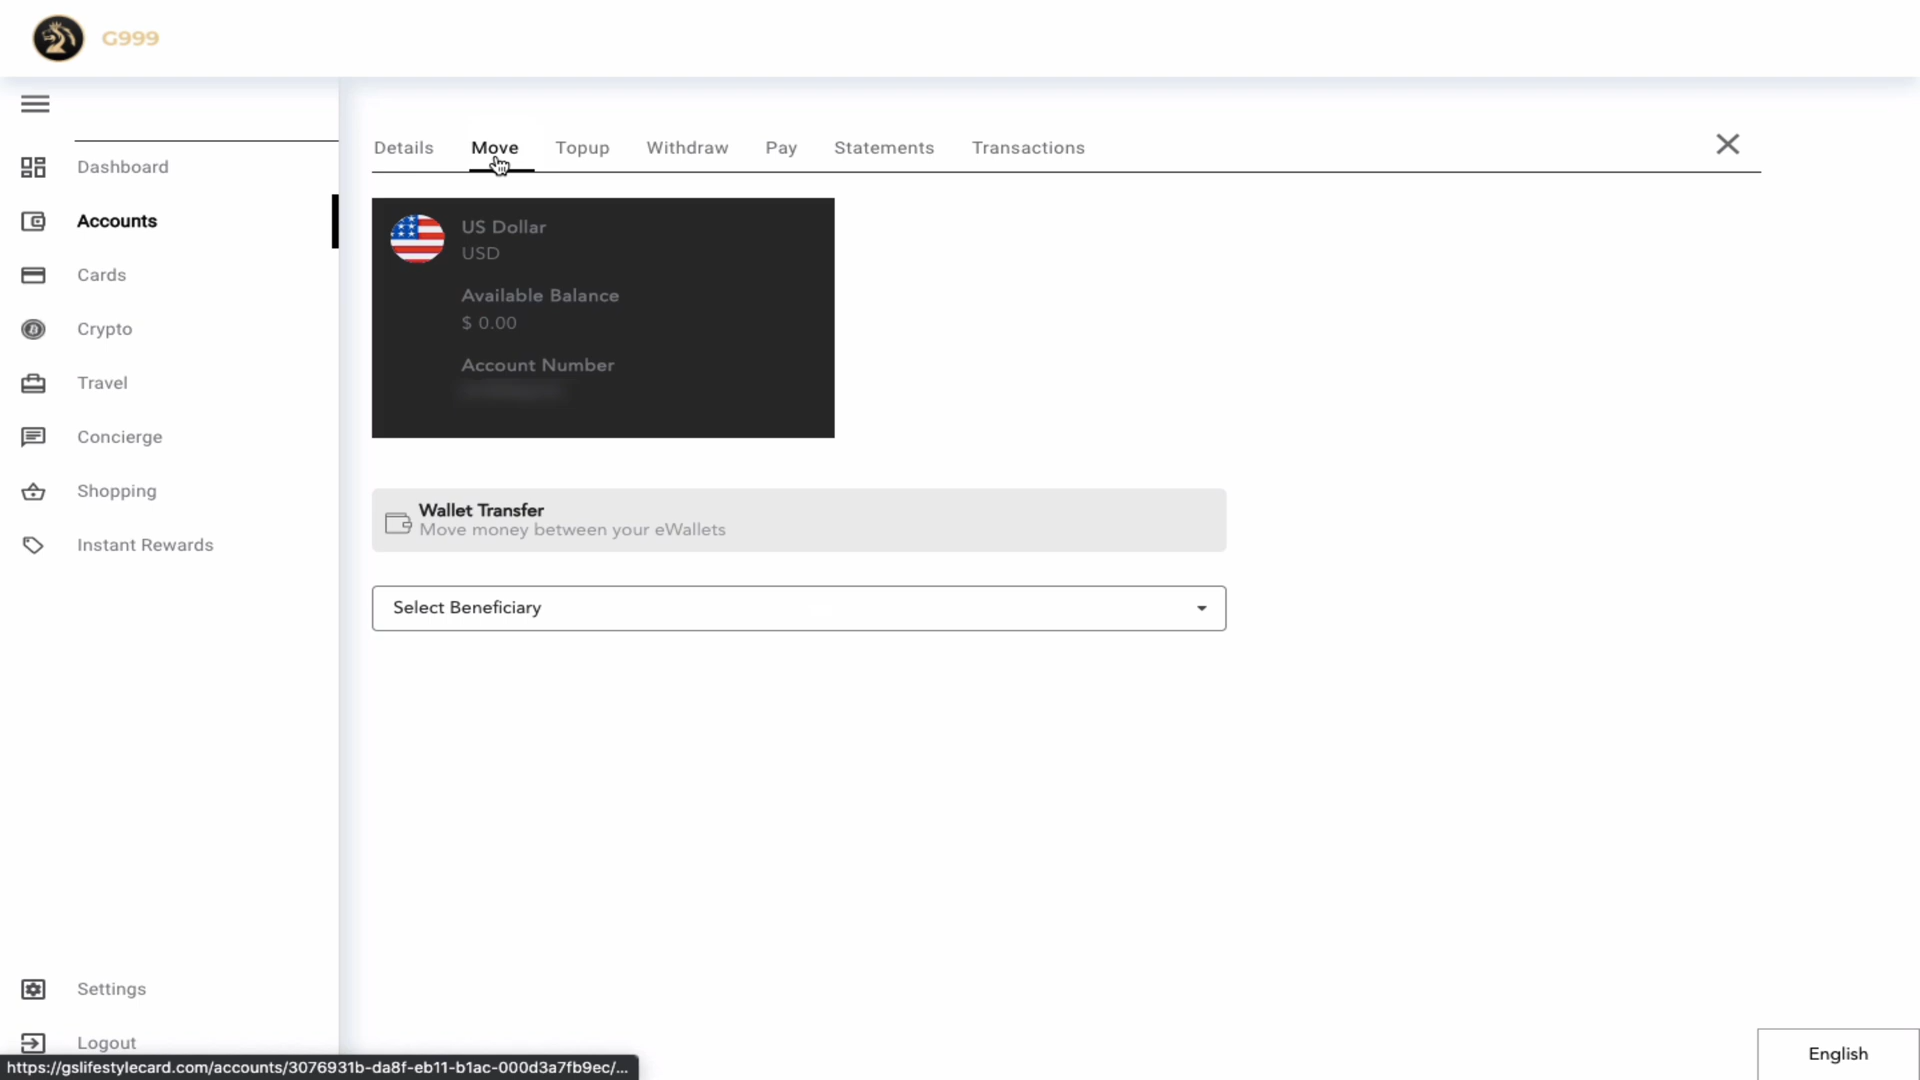 G999
Details Move Topup Withdraw Pay Statements Transactions
Dashboard
Accounts
Cards
Crypto
Travel
Concierge
Shopping
Instant Rewards
US Dollar
USD
Available Balance
$ 0.00
Account Number
Wallet Transfer
Move money between your eWallets
Select Beneficiary
Settings
Logout
https://gslifestylecard.com/accounts/3076931b-da8f-eb11-b1ac-000d3a7fb9ec/...
English